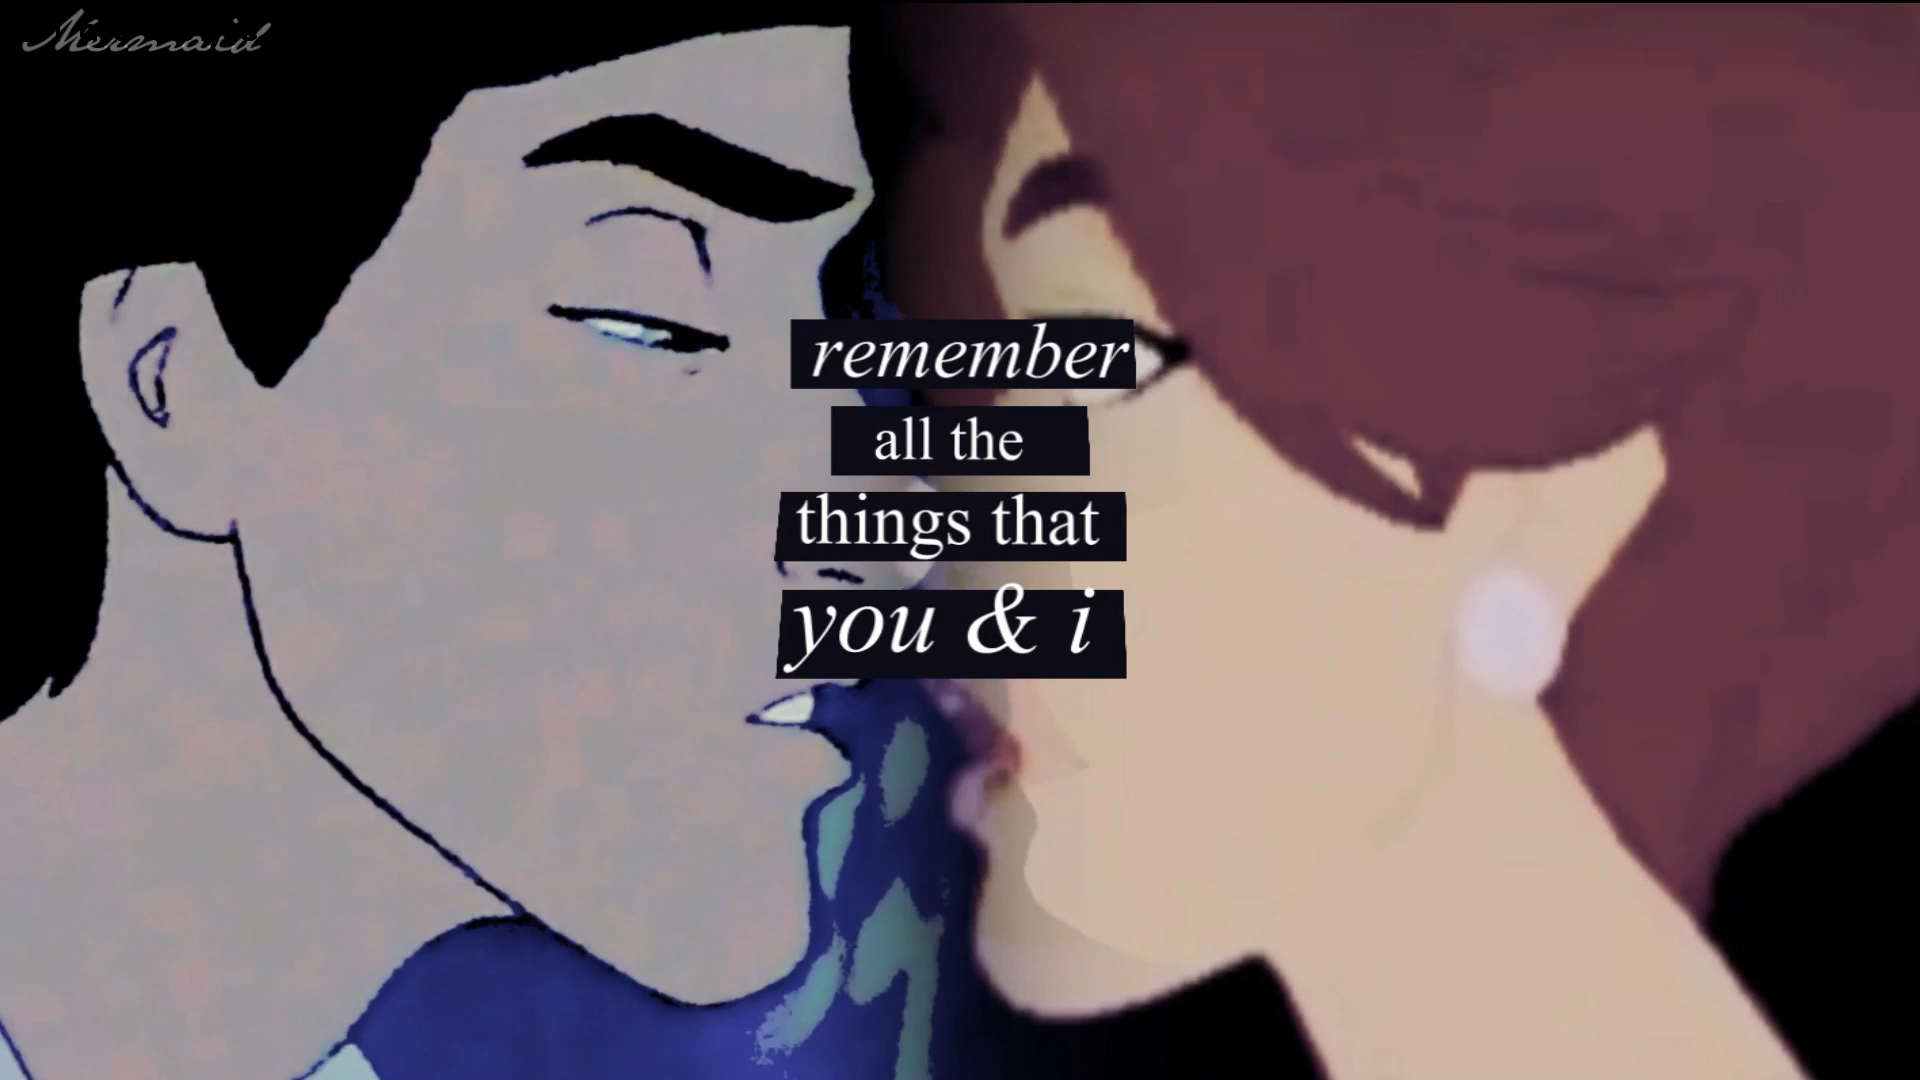 Mermaid
remember
all the
things that
you & i